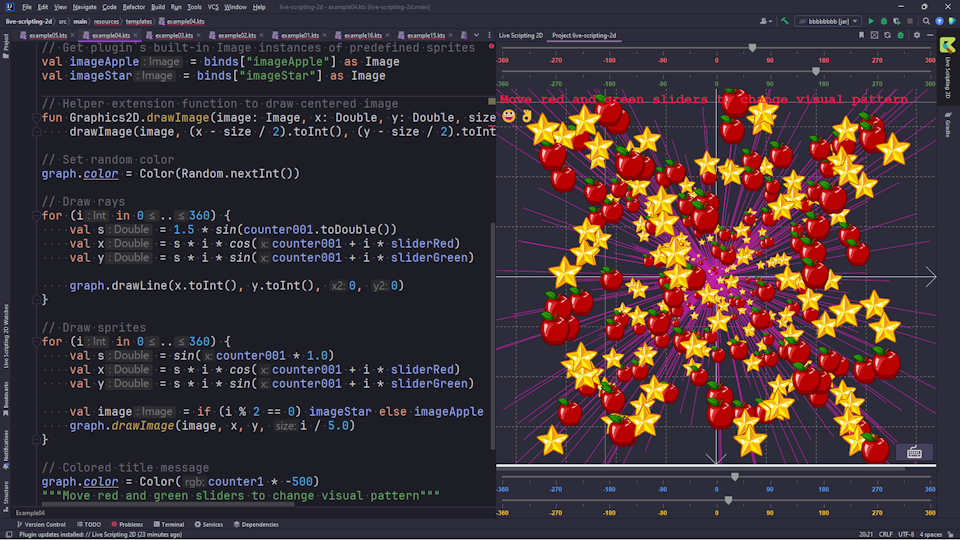 File Edit View Navigate Code Refactor Build Run Tools VCS Window Help live-scripting-2d - example04.kts [live-scripting-2d.main]
live-scripting-2d src main resources templates example04.kts bbbbbbbb [jar]
example05.kts example04.kts example03.kts example02.kts example01.kts example16.kts example15.kts
Live Scripting 2D Project live-scripting-2d
Project
// Get plugin's built-in Image instances of predefined sprites
val imageApple : Image = binds["imageApple"] as Image
val imageStar : Image = binds["imageStar"] as Image
// Helper extension function to draw centered image
fun Graphics2D.drawImage(image: Image, x: Double, y: Double, size
drawImage(image, (x - size / 2).toInt(), (y - size / 2).toInt
// Set random color
graph.color = Color(Random.nextInt())
// Draw rays
for (i : Int in 0 ≤ .. ≤ 360) {
val s : Double = 1.5 * sin(counter001.toDouble())
val x : Double = s * i * cos( x: counter001 + i * sliderRed)
val y : Double = s * i * sin( x: counter001 + i * sliderGreen)
graph.drawLine(x.toInt(), y.toInt(), x2: 0, y2: 0)
}
// Draw sprites
for (i : Int in 0 ≤ .. ≤ 360) {
val s : Double = sin( x: counter001 * 1.0)
val x : Double = s * i * cos( x: counter001 + i * sliderRed)
val y : Double = s * i * sin( x: counter001 + i * sliderGreen)
val image : Image = if (i % 2 == 0) imageStar else imageApple
graph.drawImage(image, x, y, size: i / 5.0)
}
// Colored title message
graph.color = Color( rgb: counter1 * -500)
"""Move red and green sliders to change visual pattern"""
Example04
Live Scripting 2D Watches
Bookmarks
Notifications
Structure
-360 -270 -180 -90 0 90 180 270 360
-360 -270 -180 -90 0 90 180 270 360
Move red and green sliders to change visual pattern
-360 -270 -180 -90 0 90 180 270 360
-360 -270 -180 -90 0 90 180 270 360
Live Scripting 2D
Gradle
Version Control TODO Problems Terminal Services Dependencies
Plugin updates installed: // Live Scripting 2D (23 minutes ago) 20:21 CRLF UTF-8 4 spaces